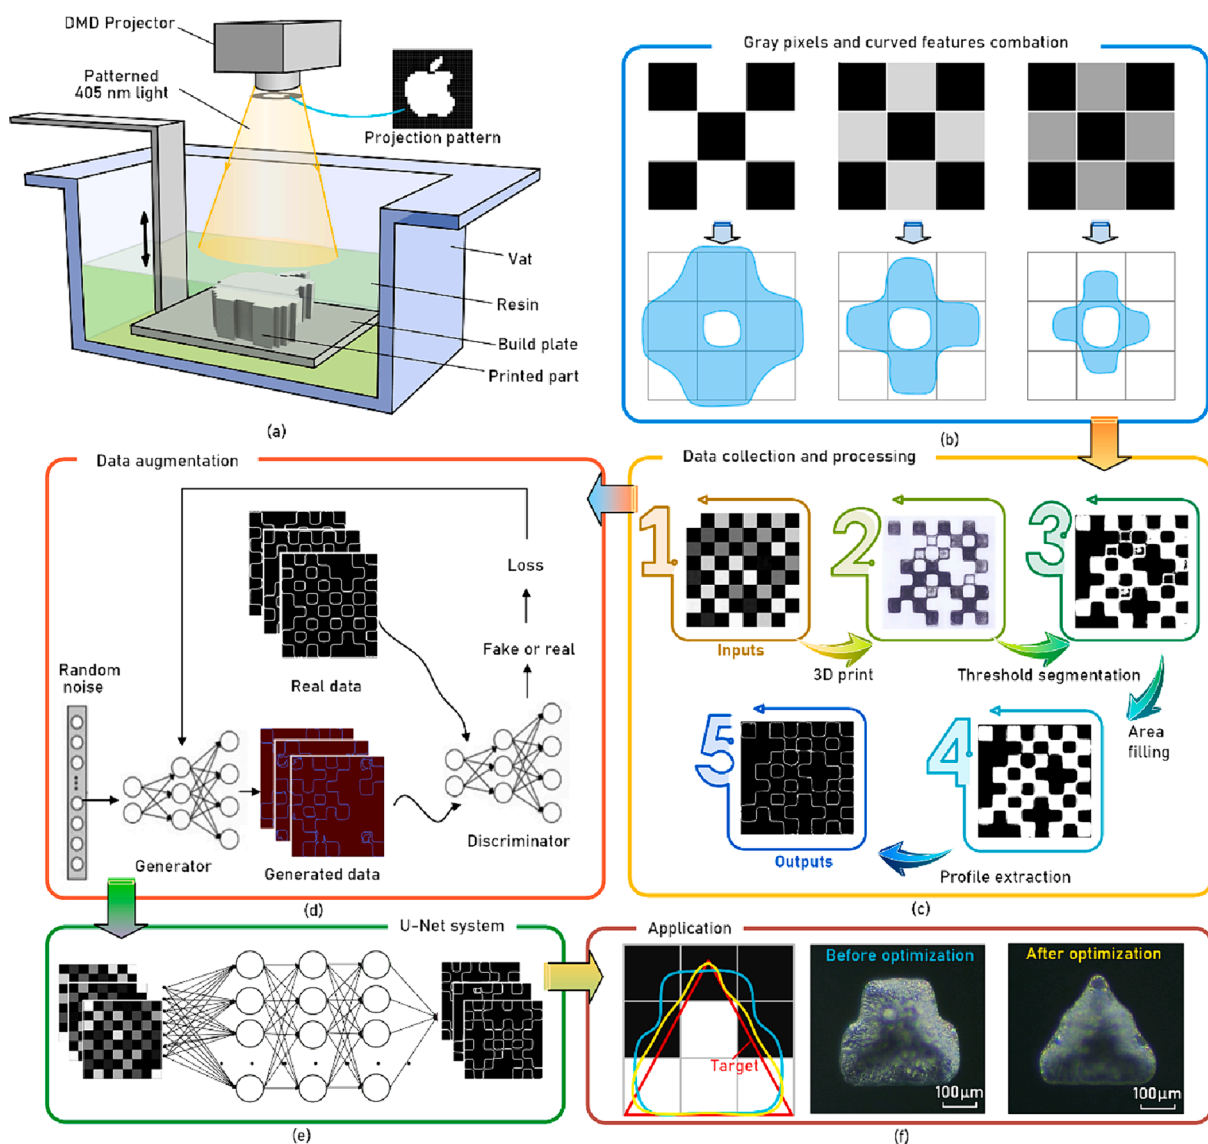 DMD Projector
Patterned
405 nm light
Projection pattern
Vat
Resin
Build plate
Printed part
(a)
Gray pixels and curved features combation
(b)
Data collection and processing
1.
2.
3.
Inputs
3D print
Threshold segmentation
Area
filling
5.
4.
Outputs
Profile extraction
(c)
Data augmentation
Loss
Fake or real
Real data
Random
noise
Generator
Generated data
Discriminator
(d)
U-Net system
(e)
Application
Target
Before optimization
100μm
After optimization
100μm
(f)